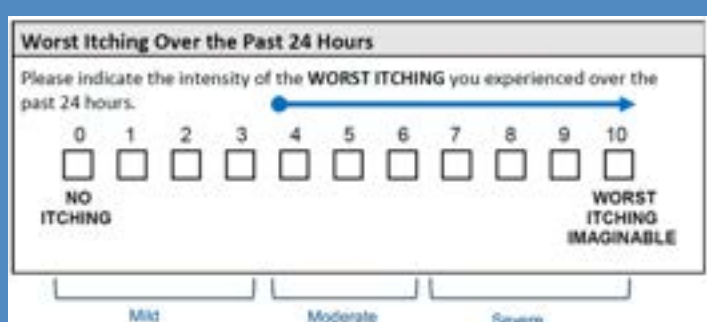 Worst Itching Over the Past 24 Hours
Please indicate the intensity of the WORST ITCHING you experienced over the
past 24 hours.
0 1 2 3 4 5 6 7 8 9 10
NO
ITCHING
WORST
ITCHING
IMAGINABLE
Mild Moderate Severe